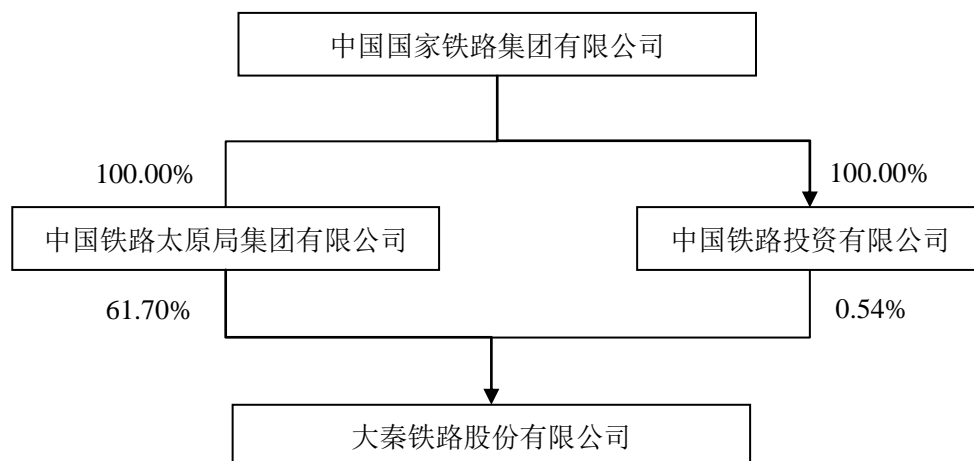 中国国家铁路集团有限公司
100.00%
100.00%
中国铁路太原局集团有限公司
中国铁路投资有限公司
61.70%
0.54%
大秦铁路股份有限公司